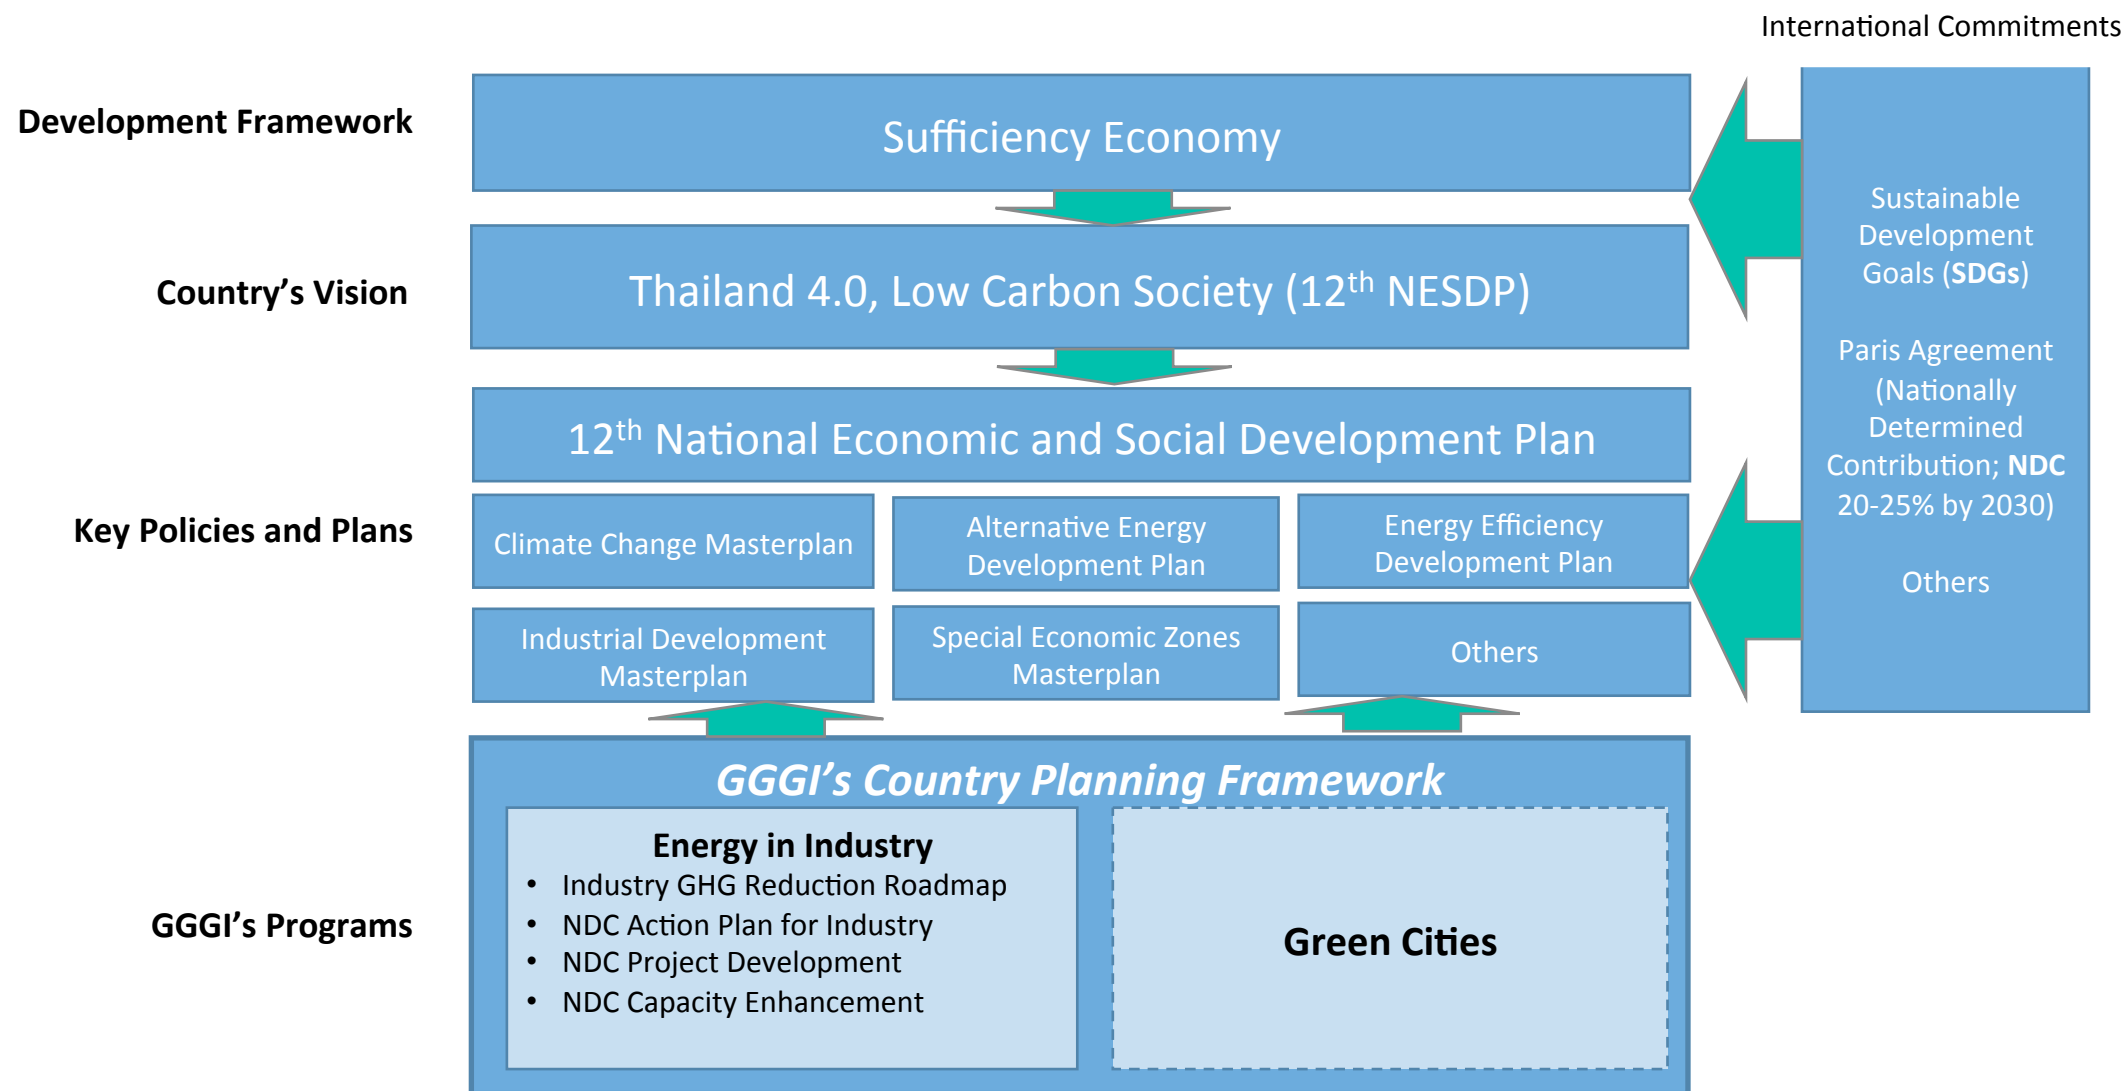 International Commitments
Development Framework
Sufficiency Economy
Country’s Vision
Thailand 4.0, Low Carbon Society (12th NESDP)
Key Policies and Plans
12th National Economic and Social Development Plan
Climate Change Masterplan
Alternative Energy
Development Plan
Energy Efficiency
Development Plan
Industrial Development
Masterplan
Special Economic Zones
Masterplan
Others
Sustainable
Development
Goals (SDGs)
Paris Agreement
(Nationally
Determined
Contribution; NDC
20-25% by 2030)
Others
GGGI’s Programs
GGGI’s Country Planning Framework
Energy in Industry
• Industry GHG Reduction Roadmap
• NDC Action Plan for Industry
• NDC Project Development
• NDC Capacity Enhancement
Green Cities